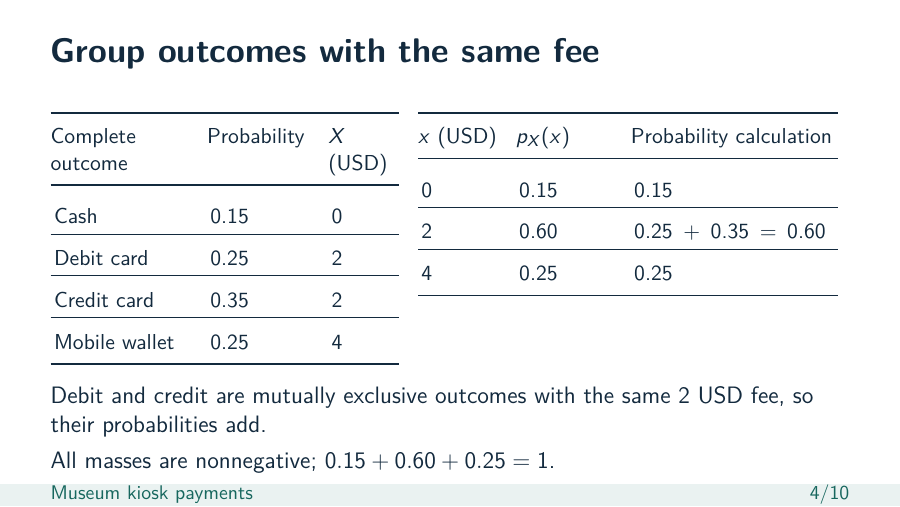 Group outcomes with the same fee
Complete outcome Probability X (USD)
Cash 0.15 0
Debit card 0.25 2
Credit card 0.35 2
Mobile wallet 0.25 4
x (USD) pX(x) Probability calculation
0 0.15 0.15
2 0.60 0.25 + 0.35 = 0.60
4 0.25 0.25
Debit and credit are mutually exclusive outcomes with the same 2 USD fee, so
their probabilities add.
All masses are nonnegative; 0.15 + 0.60 + 0.25 = 1.
Museum kiosk payments 4/10